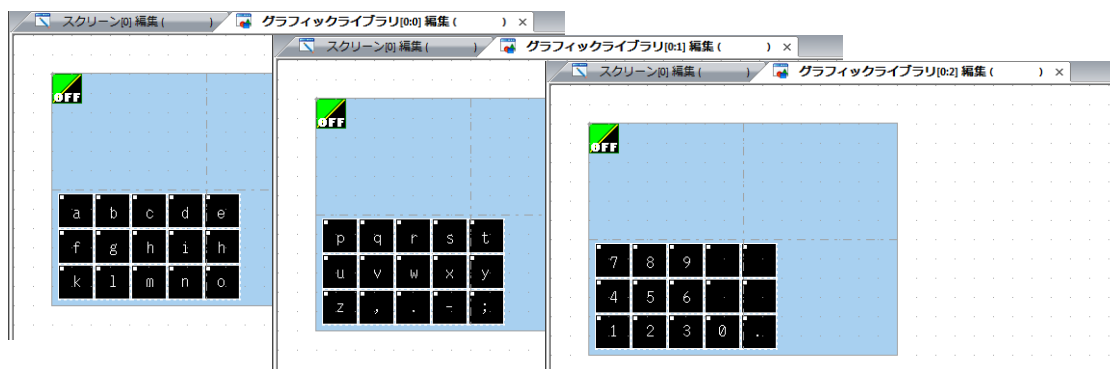 スクリーン[0] 編集 ( )
グラフィックライブラリ[0:0] 編集 ( ) ×
OFF
a b c d e
f g h i h
k l m n o
スクリーン[0] 編集 ( )
グラフィックライブラリ[0:1] 編集 ( ) ×
OFF
p q r s t
u v w x y
z , . - ;
スクリーン[0] 編集 ( )
グラフィックライブラリ[0:2] 編集 ( ) ×
OFF
7 8 9
4 5 6
1 2 3 0 .